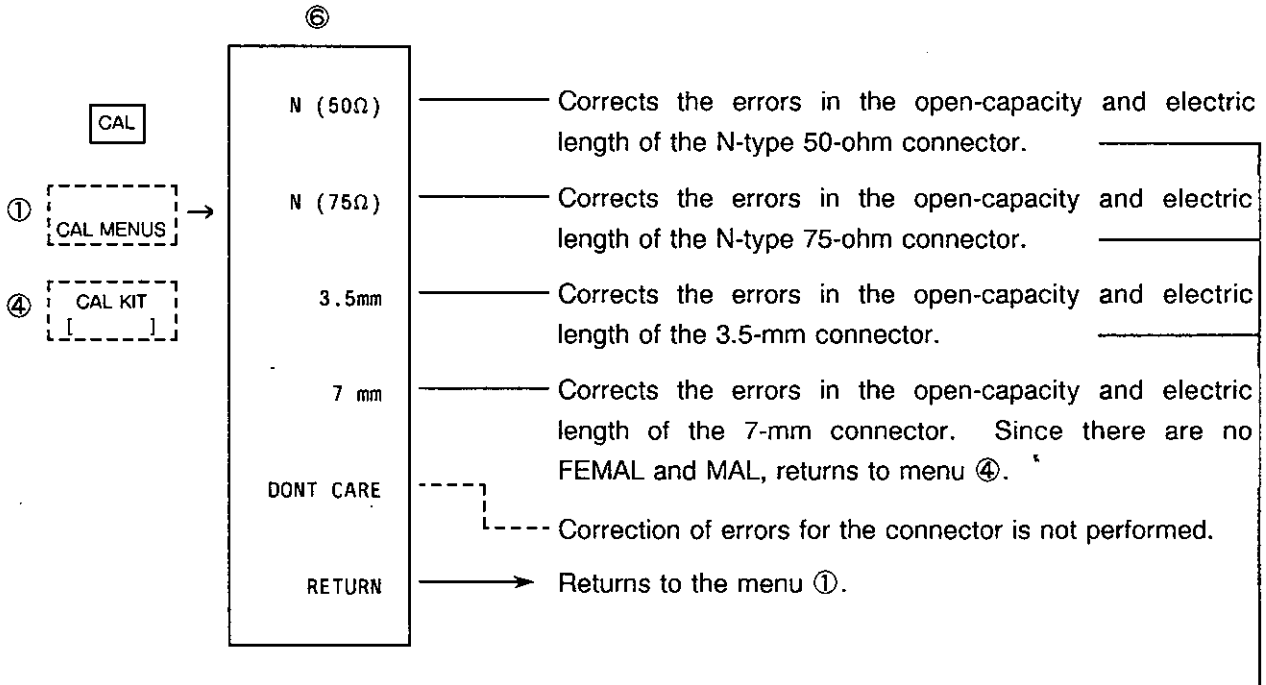 ⑥
CAL
① CAL MENUS →
④ CAL KIT
[ ]
N (50Ω)
Corrects the errors in the open-capacity and electric
length of the N-type 50-ohm connector.
N (75Ω)
Corrects the errors in the open-capacity and electric
length of the N-type 75-ohm connector.
3.5mm
Corrects the errors in the open-capacity and electric
length of the 3.5-mm connector.
7 mm
Corrects the errors in the open-capacity and electric
length of the 7-mm connector. Since there are no
FEMAL and MAL, returns to menu ④.
DONT CARE
Correction of errors for the connector is not performed.
RETURN
Returns to the menu ①.